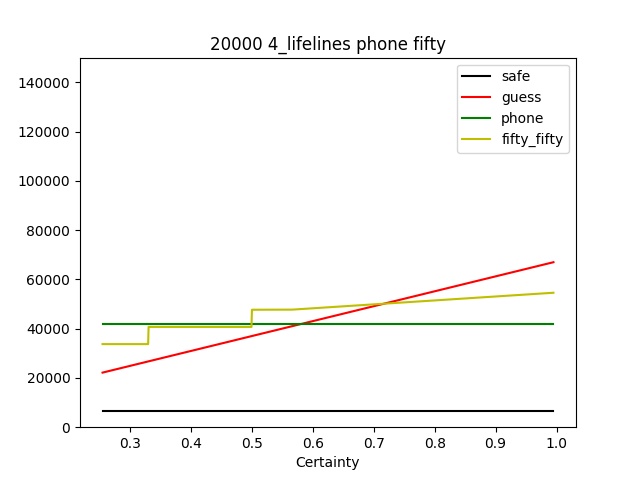 20000 4_lifelines phone fifty
140000
120000
100000
80000
60000
40000
20000
0
safe
guess
phone
fifty_fifty
0.3 0.4 0.5 0.6 0.7 0.8 0.9 1.0
Certainty